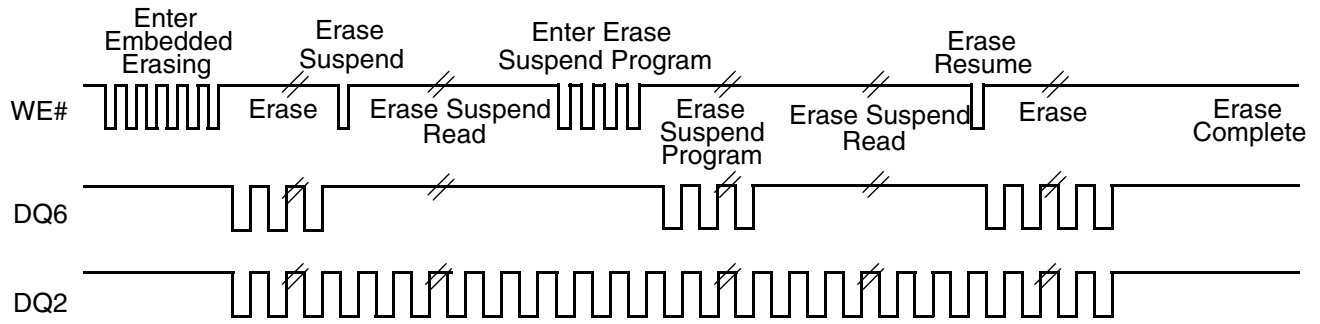 Enter
Embedded
Erasing
Erase
Suspend
Enter Erase
Suspend Program
Erase
Resume
WE#
Erase
Erase Suspend
Read
Erase
Suspend
Program
Erase Suspend
Read
Erase
Erase
Complete
DQ6
DQ2